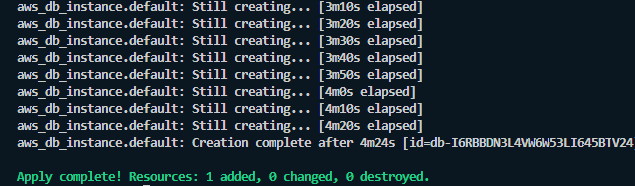 aws_db_instance.default: Still creating... [3m10s elapsed]
aws_db_instance.default: Still creating... [3m20s elapsed]
aws_db_instance.default: Still creating... [3m30s elapsed]
aws_db_instance.default: Still creating... [3m40s elapsed]
aws_db_instance.default: Still creating... [3m50s elapsed]
aws_db_instance.default: Still creating... [4m0s elapsed]
aws_db_instance.default: Still creating... [4m10s elapsed]
aws_db_instance.default: Still creating... [4m20s elapsed]
aws_db_instance.default: Creation complete after 4m24s [id=db-I6RBBDN3L4VW6W53LI645BTV24
Apply complete! Resources: 1 added, 0 changed, 0 destroyed.